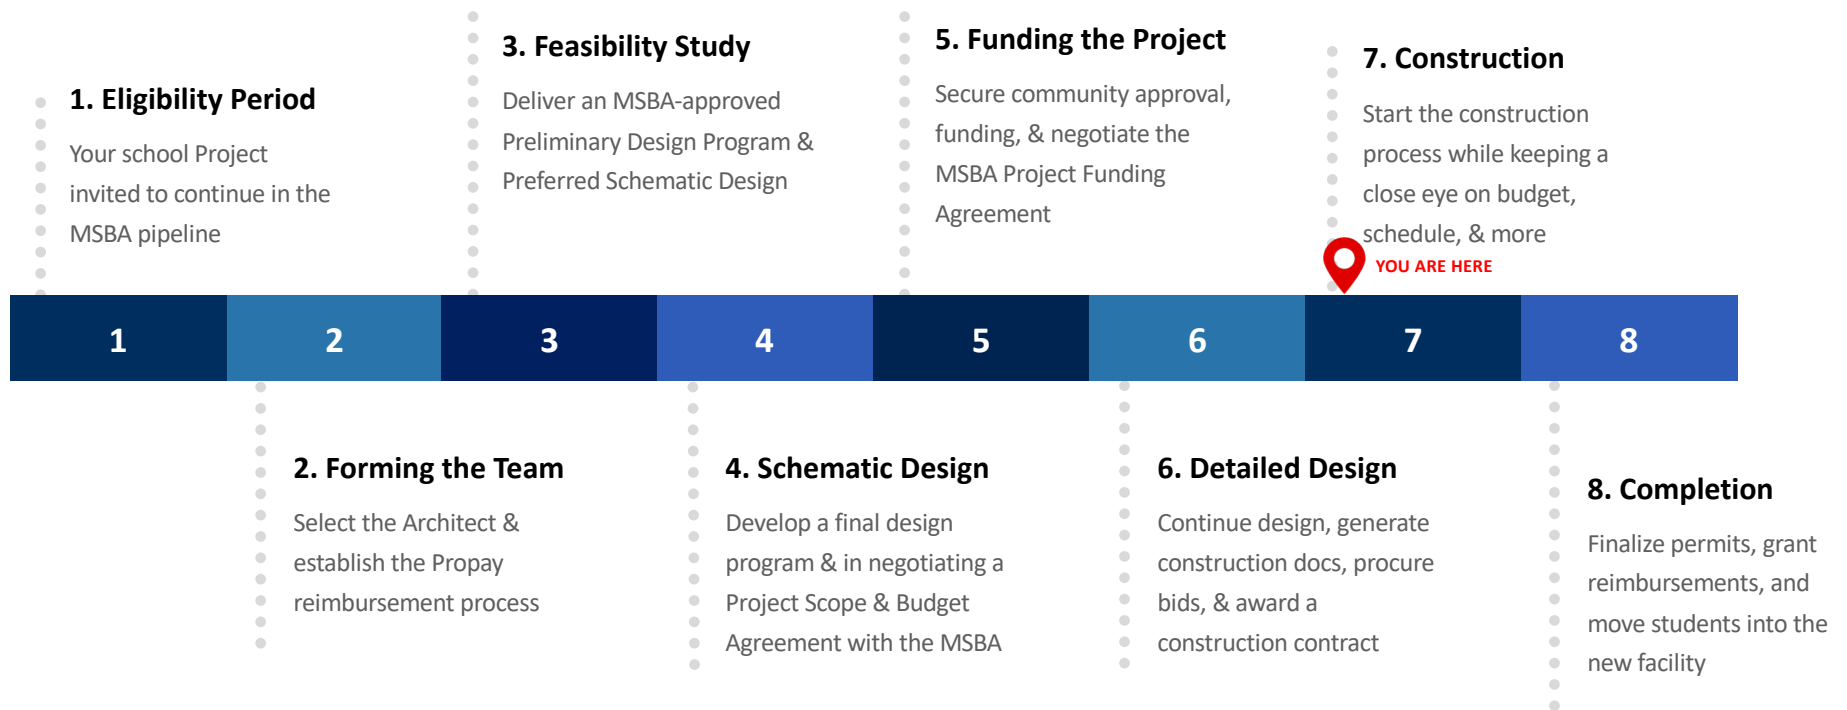 1. Eligibility Period
Your school Project
invited to continue in the
MSBA pipeline
3. Feasibility Study
Deliver an MSBA-approved
Preliminary Design Program &
Preferred Schematic Design
5. Funding the Project
Secure community approval,
funding, & negotiate the
MSBA Project Funding
Agreement
7. Construction
Start the construction
process while keeping a
close eye on budget,
schedule, & more
YOU ARE HERE
1
2
3
4
5
6
7
8
2. Forming the Team
Select the Architect &
establish the Propay
reimbursement process
4. Schematic Design
Develop a final design
program & in negotiating a
Project Scope & Budget
Agreement with the MSBA
6. Detailed Design
Continue design, generate
construction docs, procure
bids, & award a
construction contract
8. Completion
Finalize permits, grant
reimbursements, and
move students into the
new facility